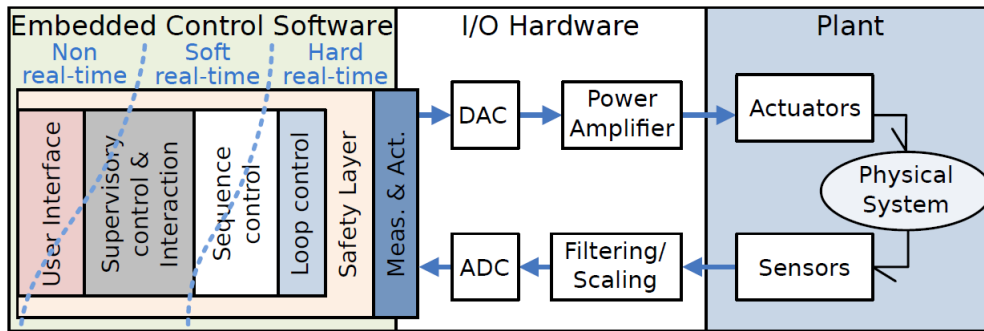 Embedded Control Software
I/O Hardware
Plant
Non
real-time
Soft
real-time
Hard
real-time
User Interface
Supervisory
control &
Interaction
Sequence
control
Loop control
Safety Layer
Meas. & Act.
DAC
Power
Amplifier
Actuators
Physical
System
ADC
Filtering/
Scaling
Sensors